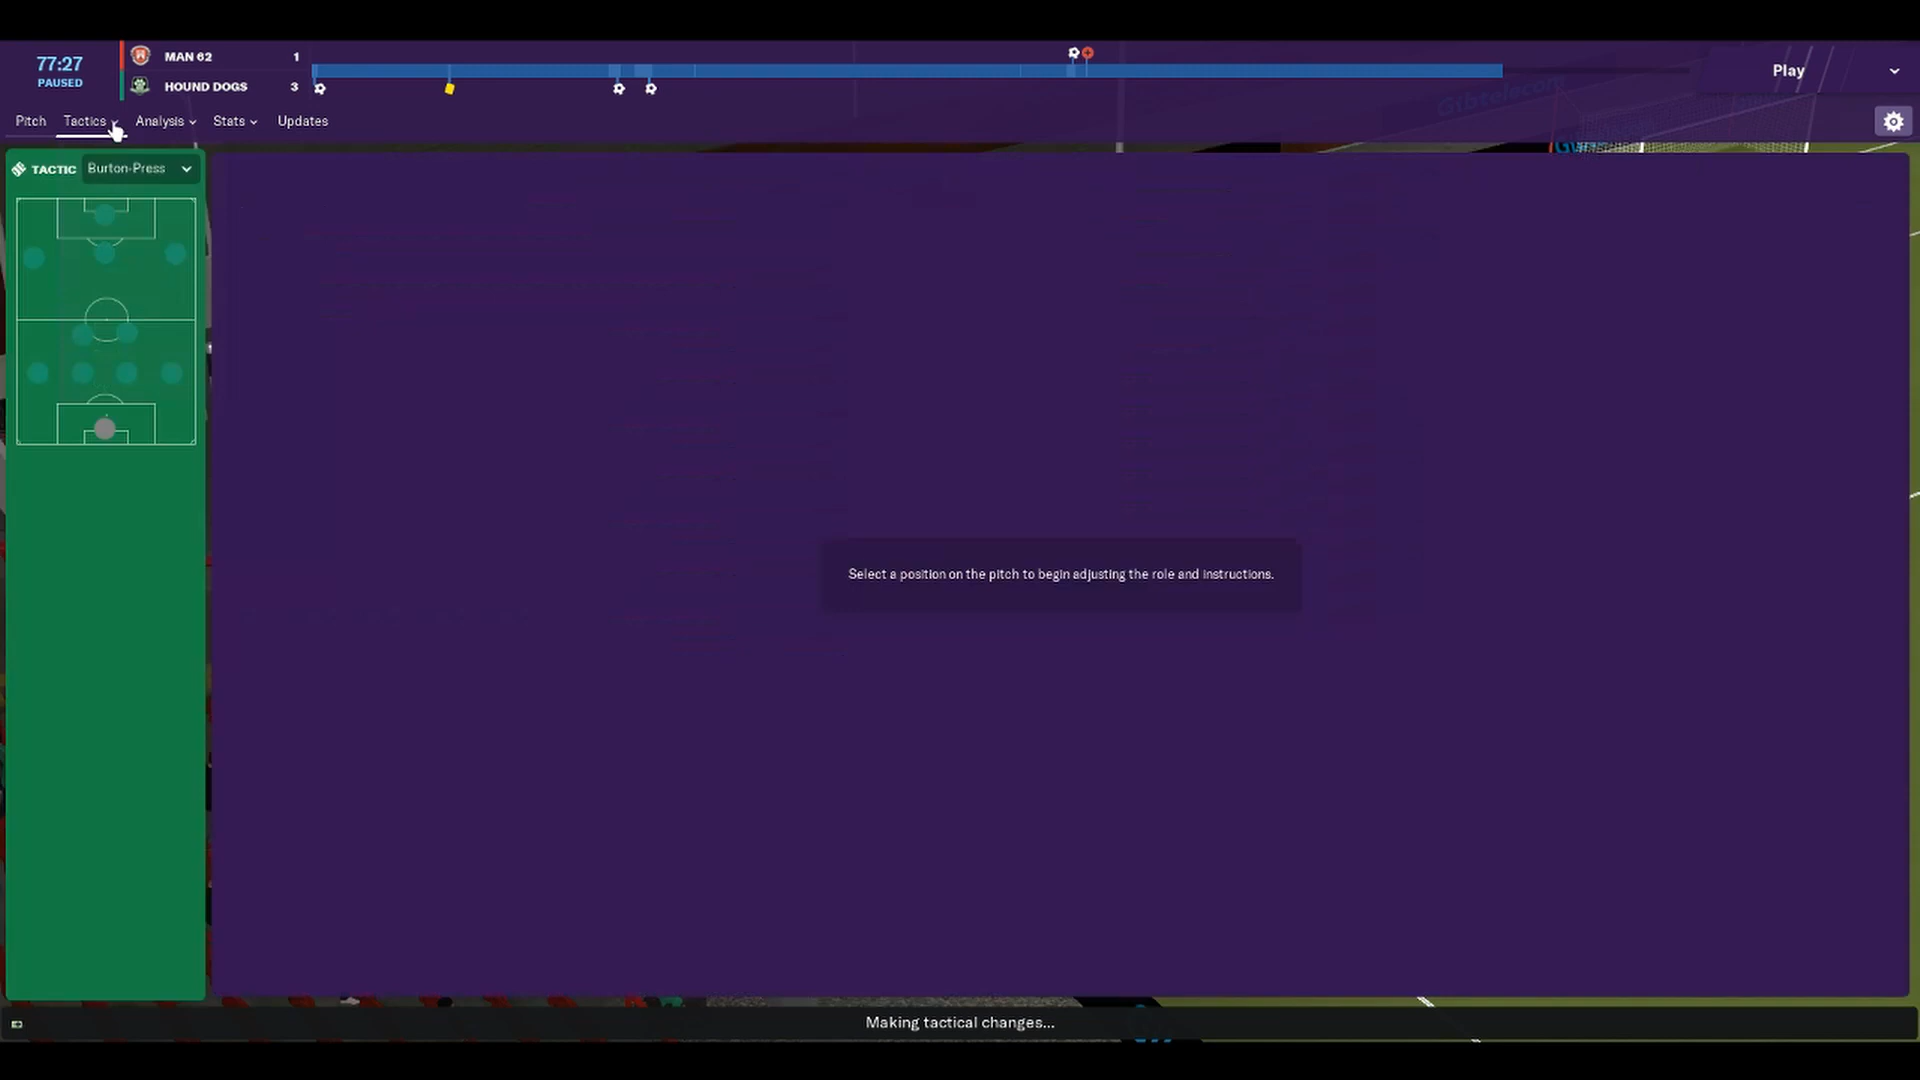 77:27
PAUSED
MAN 62 1
HOUND DOGS 3
Play
Pitch Tactics Analysis Stats Updates
Gibtelecom
TACTIC Burton-Press
Select a position on the pitch to begin adjusting the role and instructions.
Making tactical changes...